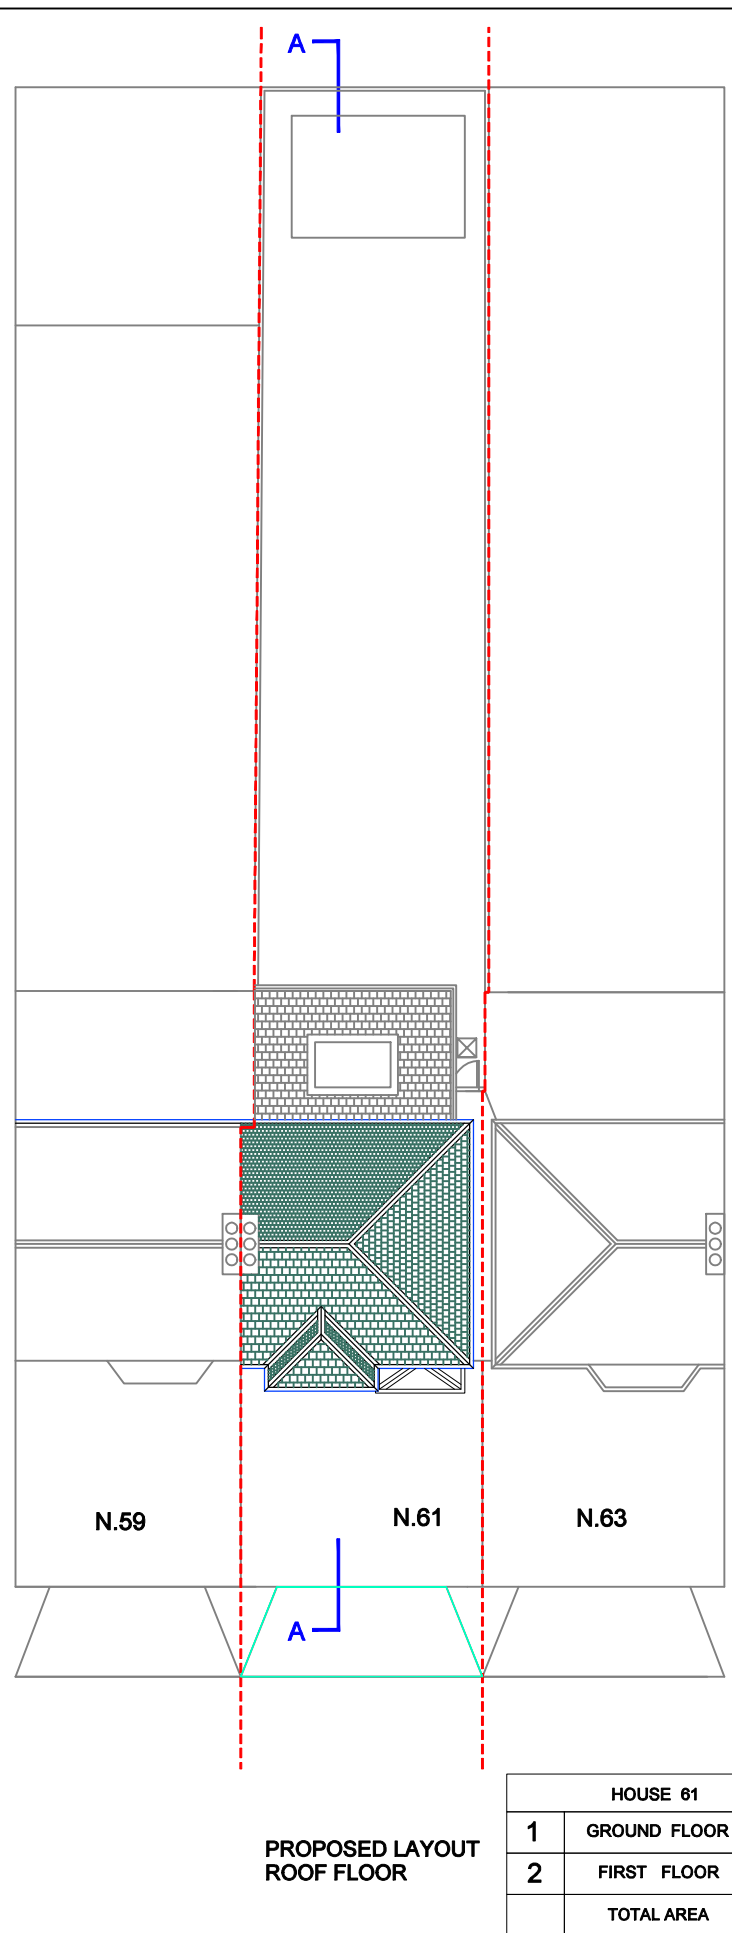 A
N.59
N.61
N.63
A
PROPOSED LAYOUT
ROOF FLOOR
HOUSE 61
1 GROUND FLOOR
2 FIRST FLOOR
TOTAL AREA